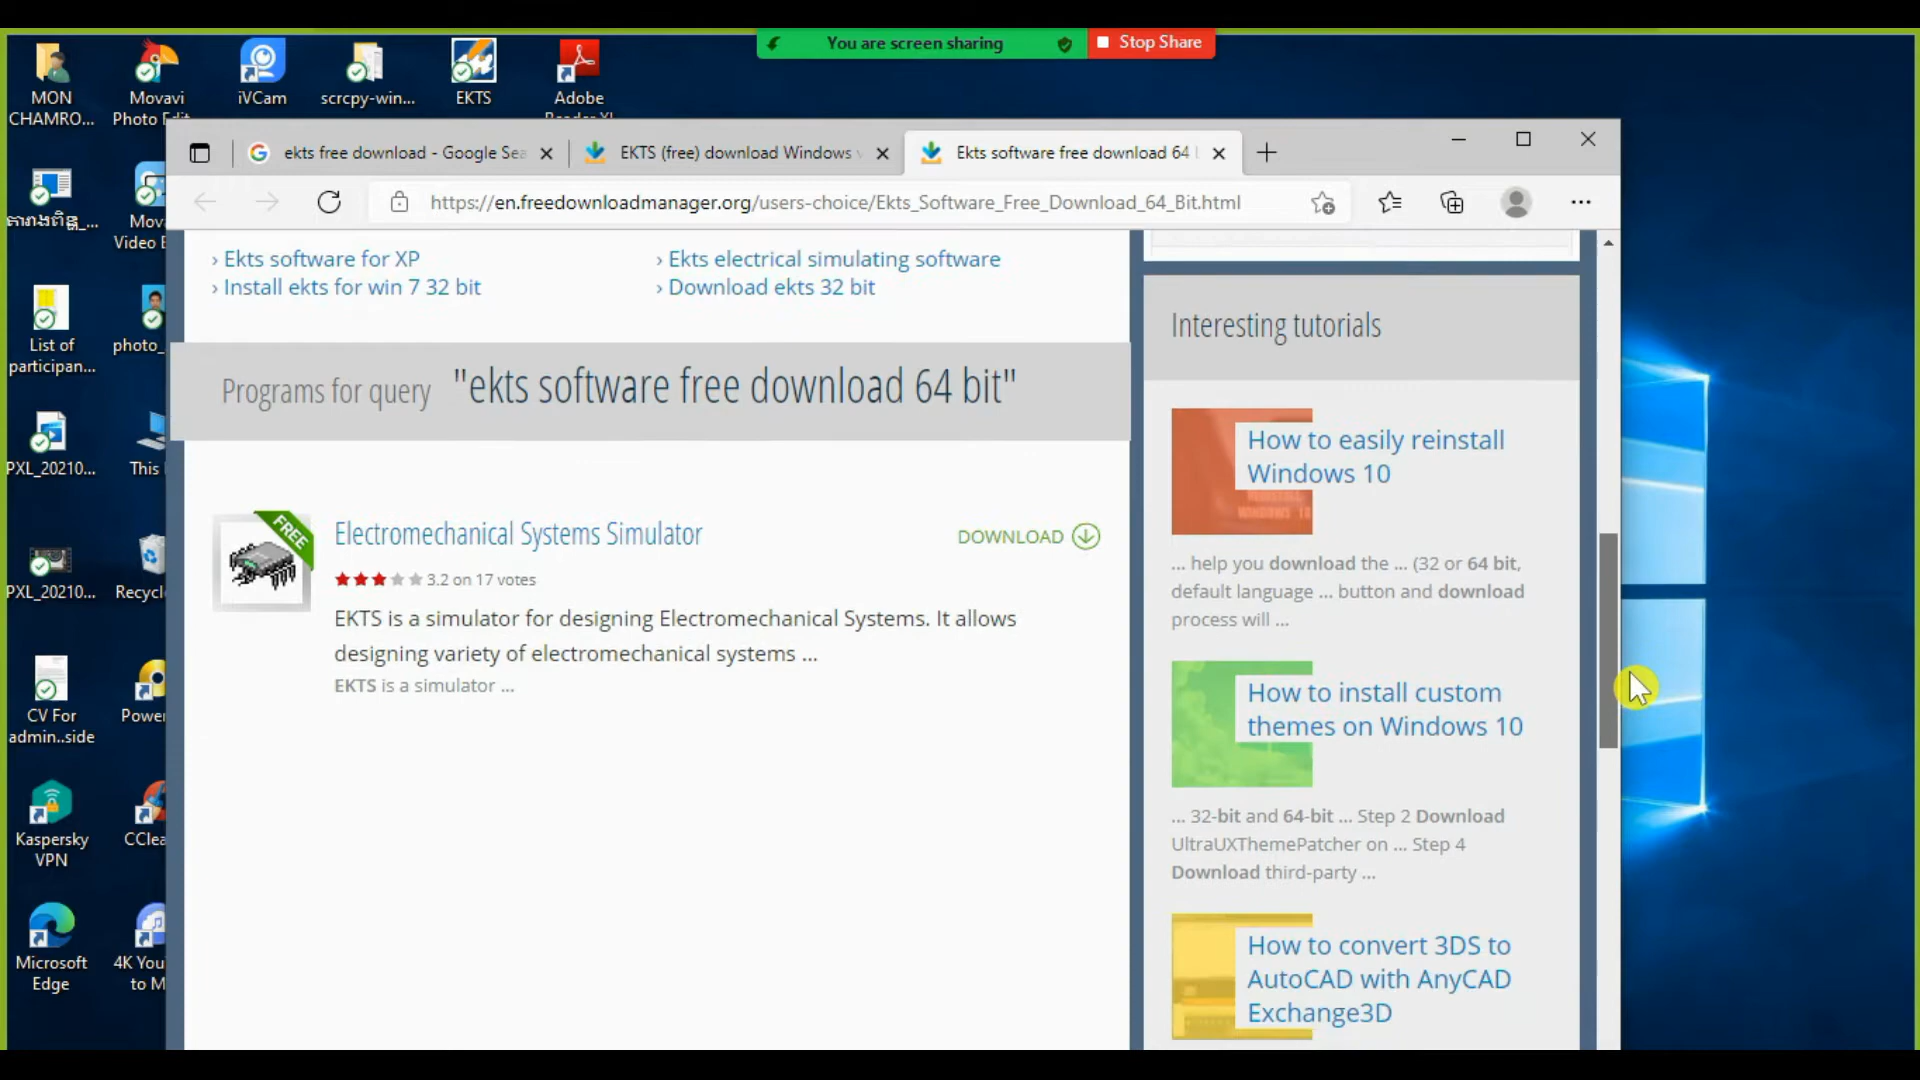 You are screen sharing
Stop Share
MON
CHAMRO...
Movavi
Photo Edit
iVCam
scrcpy-win...
EKTS
Adobe
ekts free download - Google Sea
EKTS (free) download Windows v
Ekts software free download 64
https://en.freedownloadmanager.org/users-choice/Ekts_Software_Free_Download_64_Bit.html
Mova
Video E
List of
participan...
photo_
PXL_20210...
This
PXL_20210...
Recycl
CV For
admin..side
Power
Kaspersky
VPN
CClea
Microsoft
Edge
4K You
to M
› Ekts software for XP
› Ekts electrical simulating software
› Install ekts for win 7 32 bit
› Download ekts 32 bit
Programs for query "ekts software free download 64 bit"
FREE
Electromechanical Systems Simulator
DOWNLOAD
3.2 on 17 votes
EKTS is a simulator for designing Electromechanical Systems. It allows
designing variety of electromechanical systems ...
EKTS is a simulator ...
Interesting tutorials
How to easily reinstall
Windows 10
... help you download the ... (32 or 64 bit,
default language ... button and download
process will ...
How to install custom
themes on Windows 10
... 32-bit and 64-bit ... Step 2 Download
UltraUXThemePatcher on ... Step 4
Download third-party ...
How to convert 3DS to
AutoCAD with AnyCAD
Exchange3D